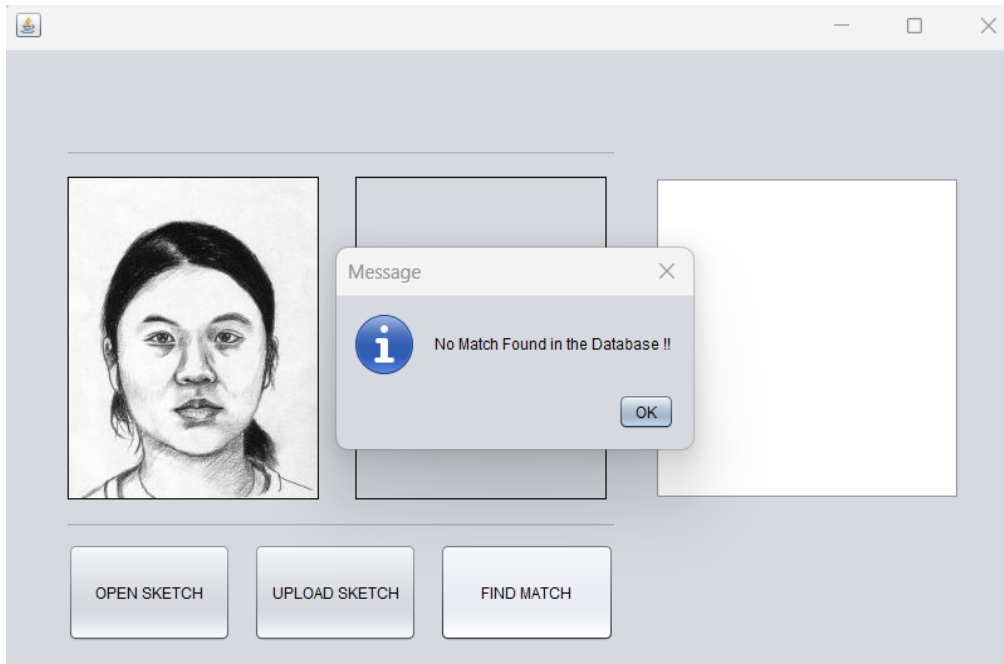 Message
No Match Found in the Database !!
OK
OPEN SKETCH
UPLOAD SKETCH
FIND MATCH